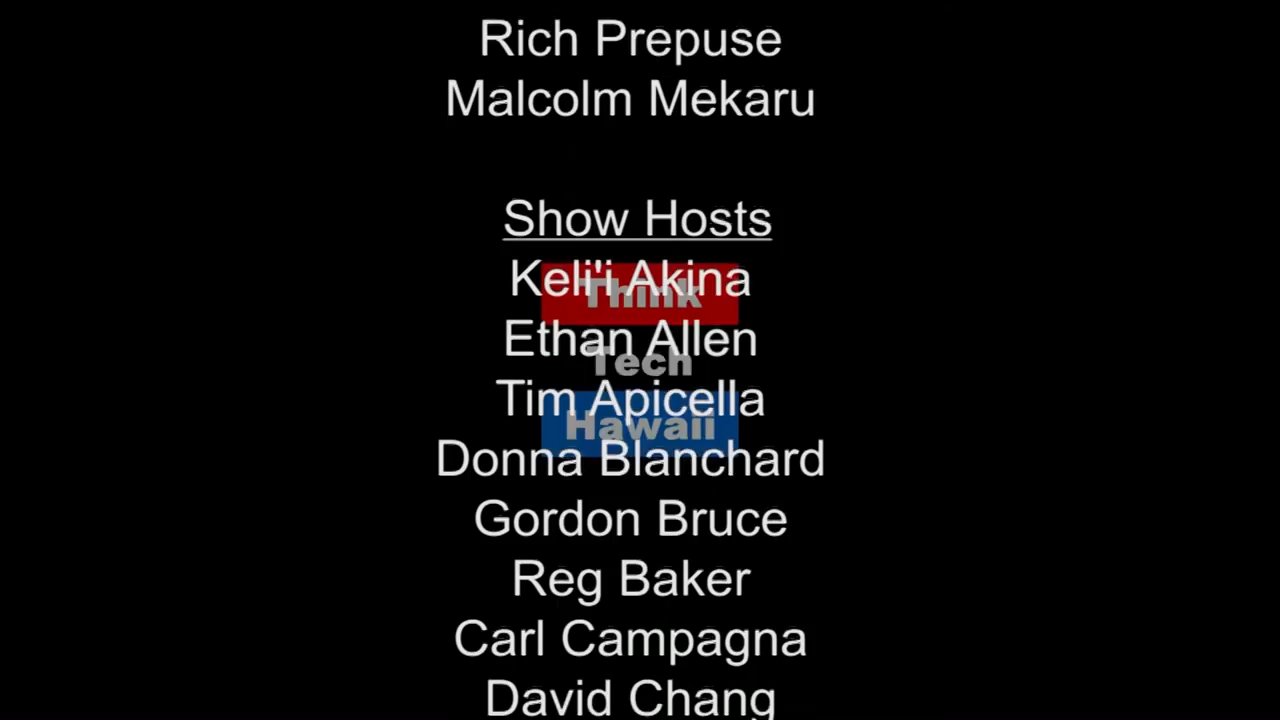 Rich Prepuse
Malcolm Mekaru
Show Hosts
Keli'i Akina
Think
Ethan Allen
Tech
Tim Apicella
Hawaii
Donna Blanchard
Gordon Bruce
Reg Baker
Carl Campagna
David Chang